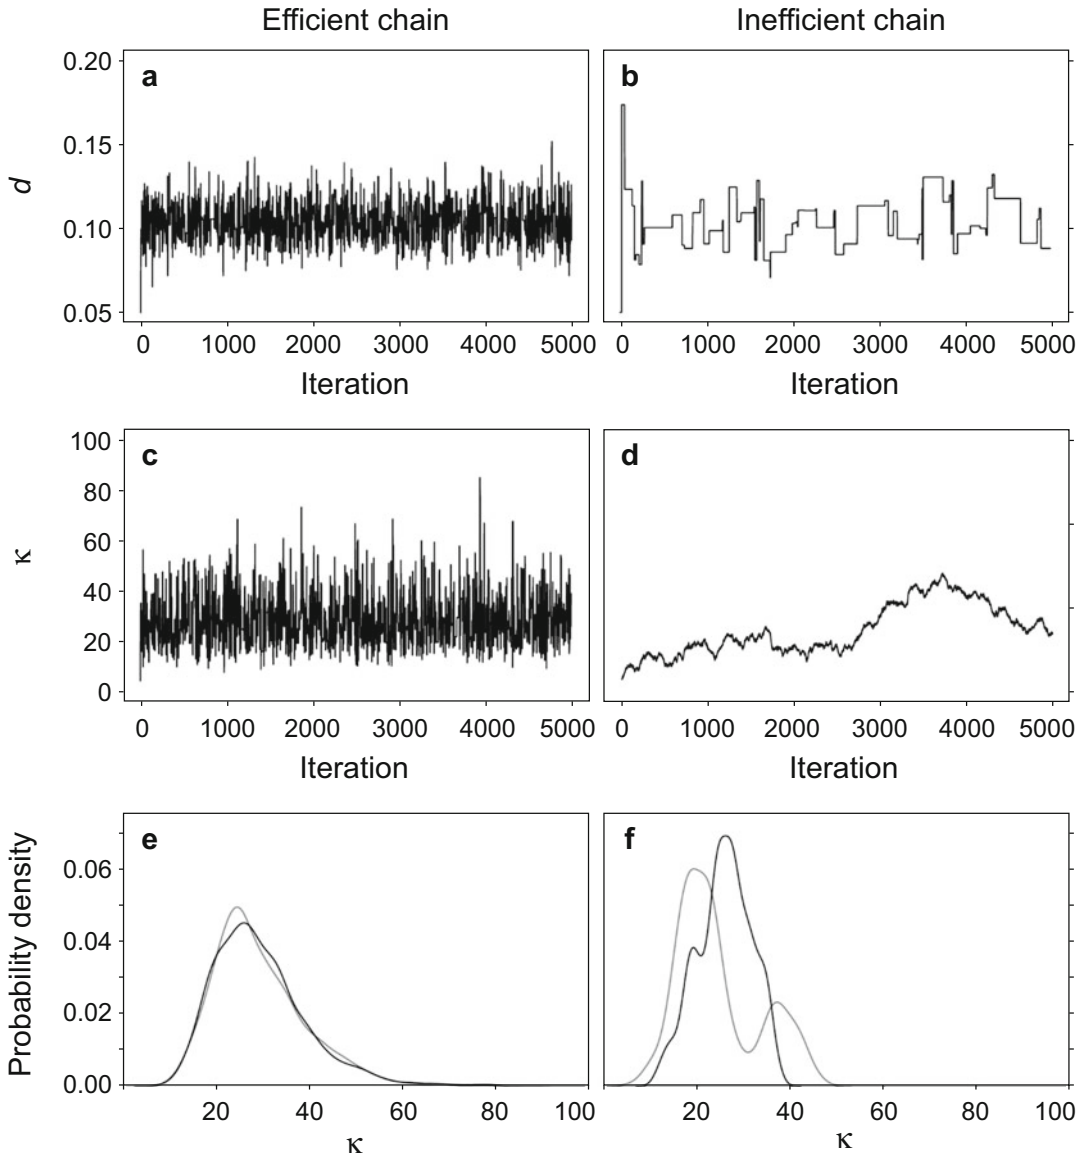 Efficient chain Inefficient chain
a b
0.20
0.15
d
0.10
0.05
0 1000 2000 3000 4000 5000 0 1000 2000 3000 4000 5000
Iteration Iteration
c d
100
80
60
κ
40
20
0
0 1000 2000 3000 4000 5000 0 1000 2000 3000 4000 5000
Iteration Iteration
e f
Probability density
0.06
0.04
0.02
0.00
20 40 60 80 100 20 40 60 80 100
κ κ